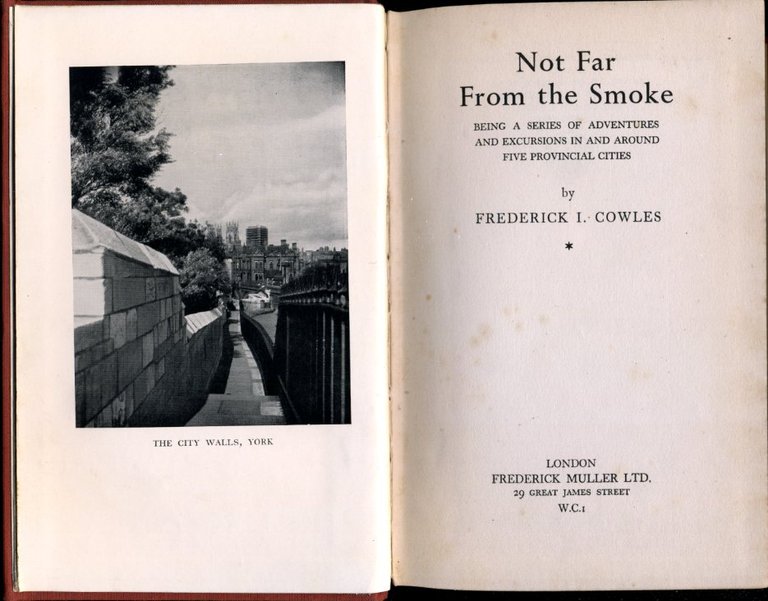 THE CITY WALLS, YORK
Not Far
From the Smoke
BEING A SERIES OF ADVENTURES
AND EXCURSIONS IN AND AROUND
FIVE PROVINCIAL CITIES
by
FREDERICK I. COWLES
*
LONDON
FREDERICK MULLER LTD.
29 GREAT JAMES STREET
W.C.1